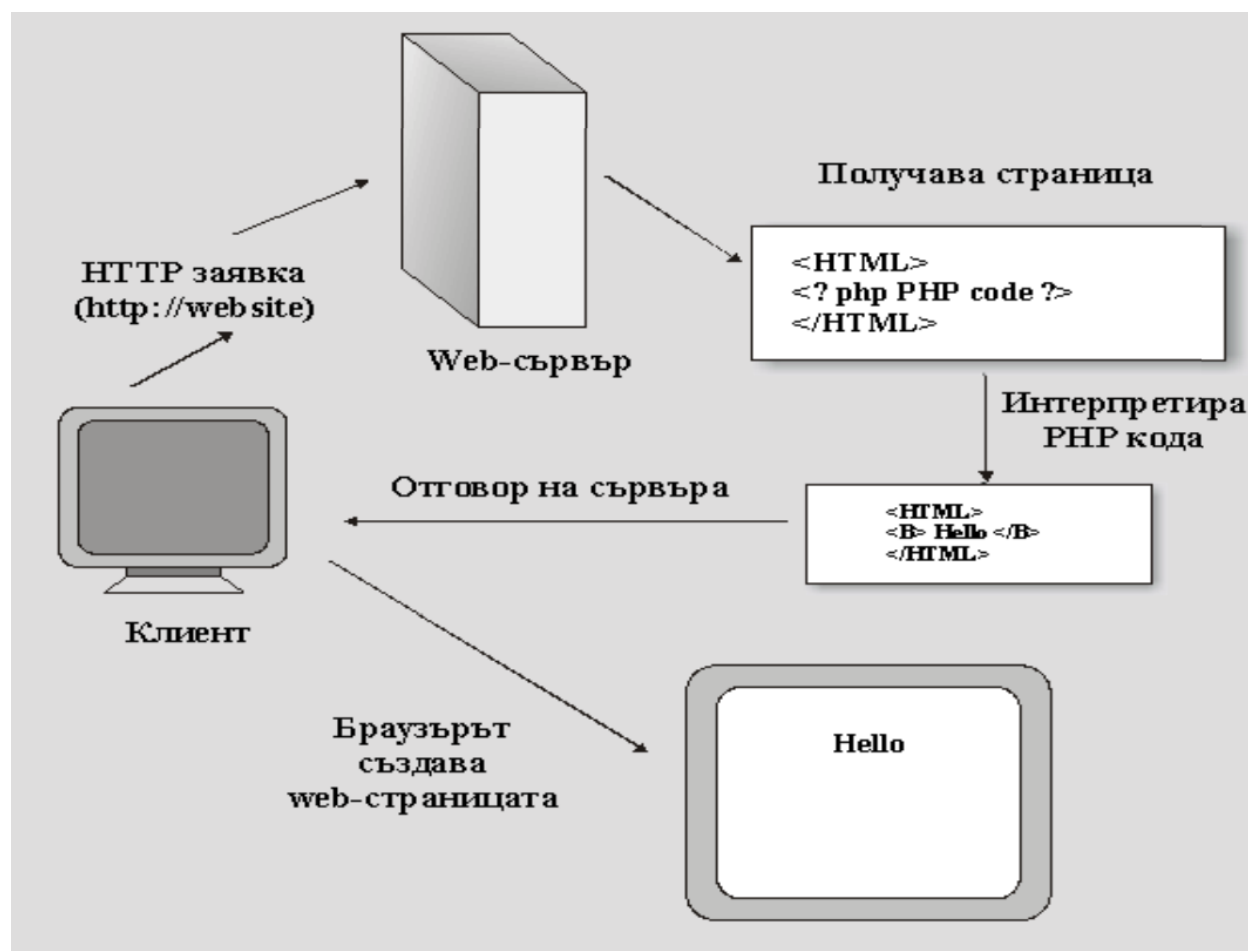 Получава страница
HTTP заявка
(http://website)
<HTML>
<? php PHP code ?>
</HTML>
Web-сървър
Интерпретира
PHP кода
Отговор на сървъра
<HTML>
<B> Hello </B>
</HTML>
Клиент
Браузърът
създава
web-страницата
Hello